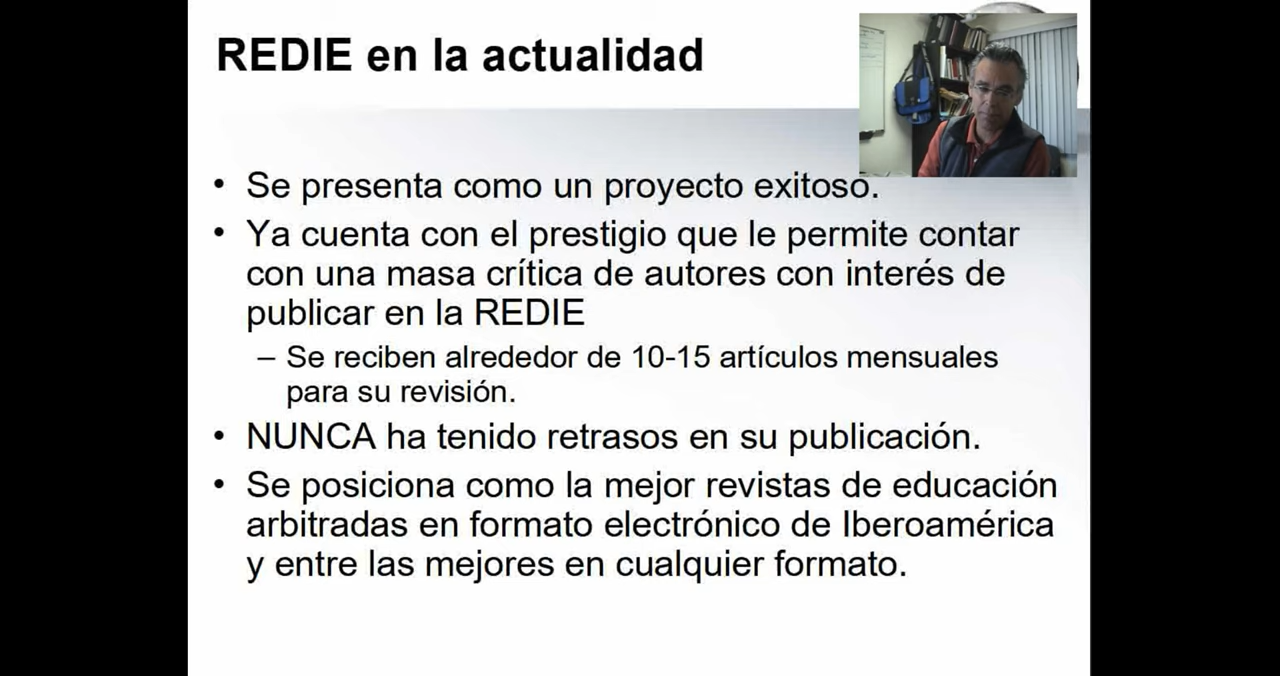 REDIE en la actualidad
• Se presenta como un proyecto exitoso.
• Ya cuenta con el prestigio que le permite contar
con una masa crítica de autores con interés de
publicar en la REDIE
– Se reciben alrededor de 10-15 artículos mensuales
para su revisión.
• NUNCA ha tenido retrasos en su publicación.
• Se posiciona como la mejor revistas de educación
arbitradas en formato electrónico de Iberoamérica
y entre las mejores en cualquier formato.